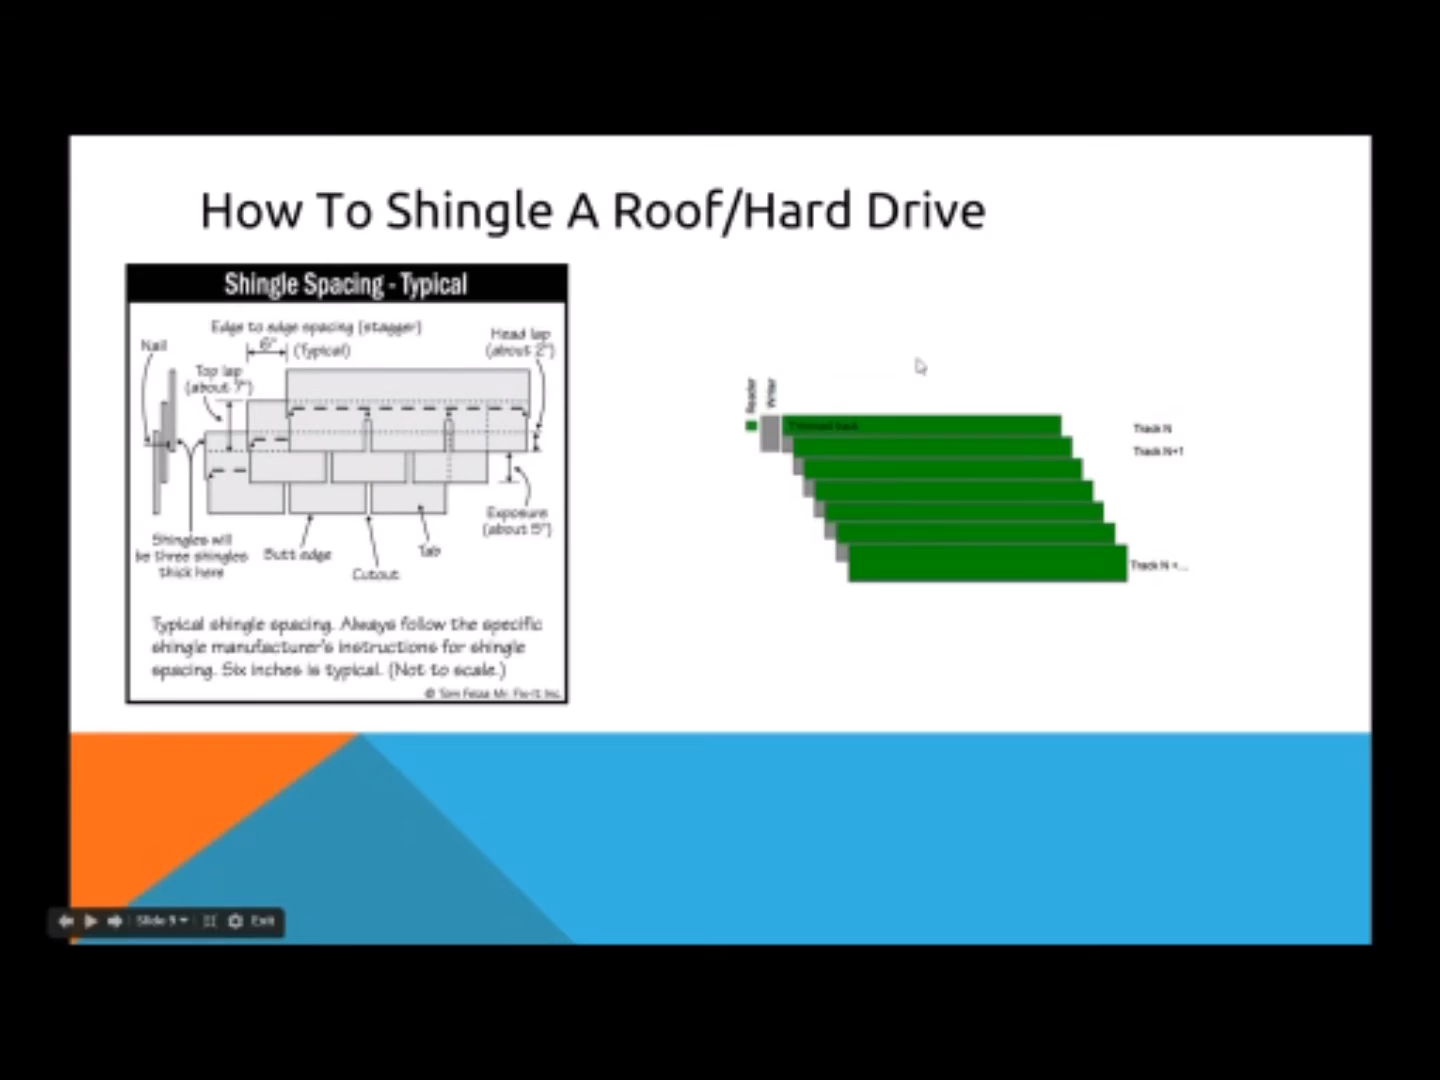 How To Shingle A Roof/Hard Drive
Shingle Spacing - Typical
Edge to edge spacing (stagger)
6"
(Typical)
Nail
Head lap
(about 2")
Top lap
(about 7")
Exposure
(about 5")
Shingles will
be three shingles
thick here
Butt edge
Cutout
Tab
Typical shingle spacing. Always follow the specific
shingle manufacturer's instructions for shingle
spacing. Six inches is typical. (Not to scale.)
Reader
Writer
Trimmed track
Track N
Track N+1
Track N +...
Slide 9
Exit